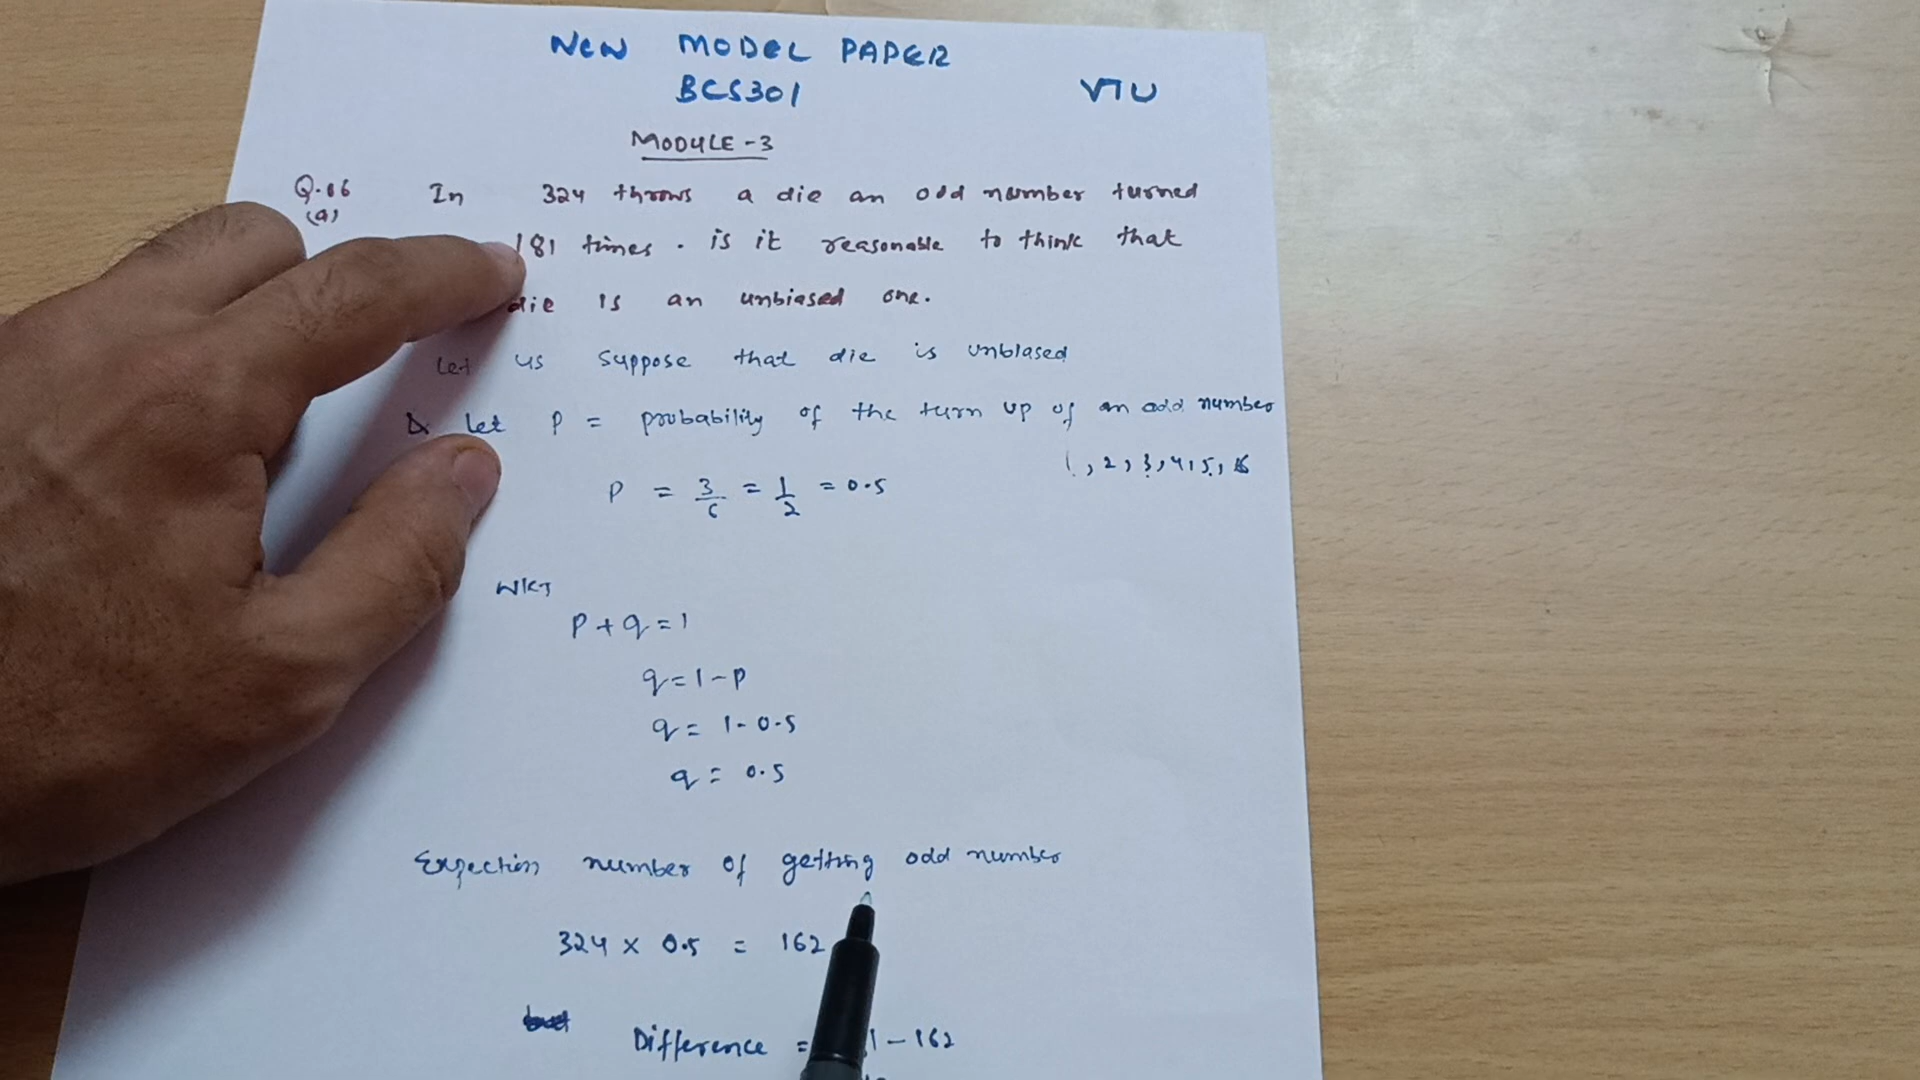 NEW MODEL PAPER
BCS301 VTU
MODULE-3
Q.06 In 324 throws a die an odd number turned
(a)
181 times. is it reasonable to think that
die is an unbiased one.
Let us suppose that die is unbiased
let P = probability of the turn up of an odd number
1, 2, 3, 4, 5, 6
P = 3/6 = 1/2 = 0.5
WKT
P + q = 1
q = 1 - P
q = 1 - 0.5
q = 0.5
Expection number of getting odd number
324 x 0.5 = 162
Difference = 1 - 162